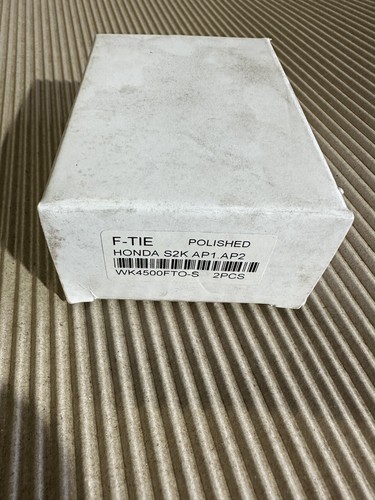 F-TIE POLISHED
HONDA S2K AP1.AP2
WK4500FTO-S 2PCS